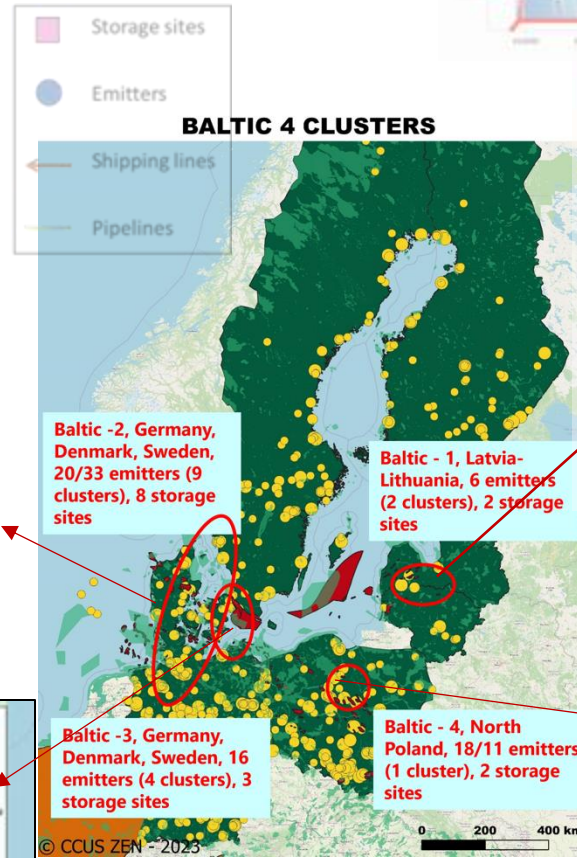 Storage sites
Emitters
BALTIC 4 CLUSTERS
Shipping lines
Pipelines
Baltic -2, Germany,
Denmark, Sweden,
20/33 emitters (9
clusters), 8 storage
sites
Baltic - 1, Latvia-
Lithuania, 6 emitters
(2 clusters), 2 storage
sites
Baltic -3, Germany,
Denmark, Sweden, 16
emitters (4 clusters), 3
storage sites
Baltic - 4, North
Poland, 18/11 emitters
(1 cluster), 2 storage
sites
0 200 400 km
© CCUS ZEN - 2023